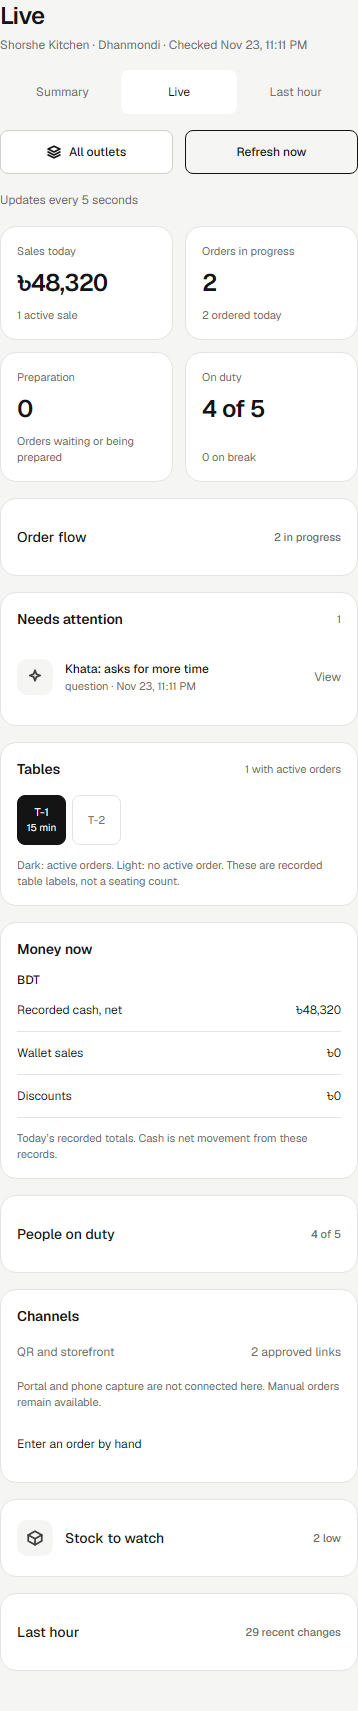 Live
Shorshe Kitchen · Dhanmondi · Checked Nov 23, 11:11 PM
Summary
Live
Last hour
All outlets
Refresh now
Updates every 5 seconds
Sales today
৳48,320
1 active sale
Orders in progress
2
2 ordered today
Preparation
0
Orders waiting or being
prepared
On duty
4 of 5
0 on break
Order flow
2 in progress
Needs attention
1
Khata: asks for more time
question · Nov 23, 11:11 PM
View
Tables
1 with active orders
T-1
15 min
T-2
Dark: active orders. Light: no active order. These are recorded
table labels, not a seating count.
Money now
BDT
Recorded cash, net
৳48,320
Wallet sales
৳0
Discounts
৳0
Today's recorded totals. Cash is net movement from these
records.
People on duty
4 of 5
Channels
QR and storefront
2 approved links
Portal and phone capture are not connected here. Manual orders
remain available.
Enter an order by hand
Stock to watch
2 low
Last hour
29 recent changes